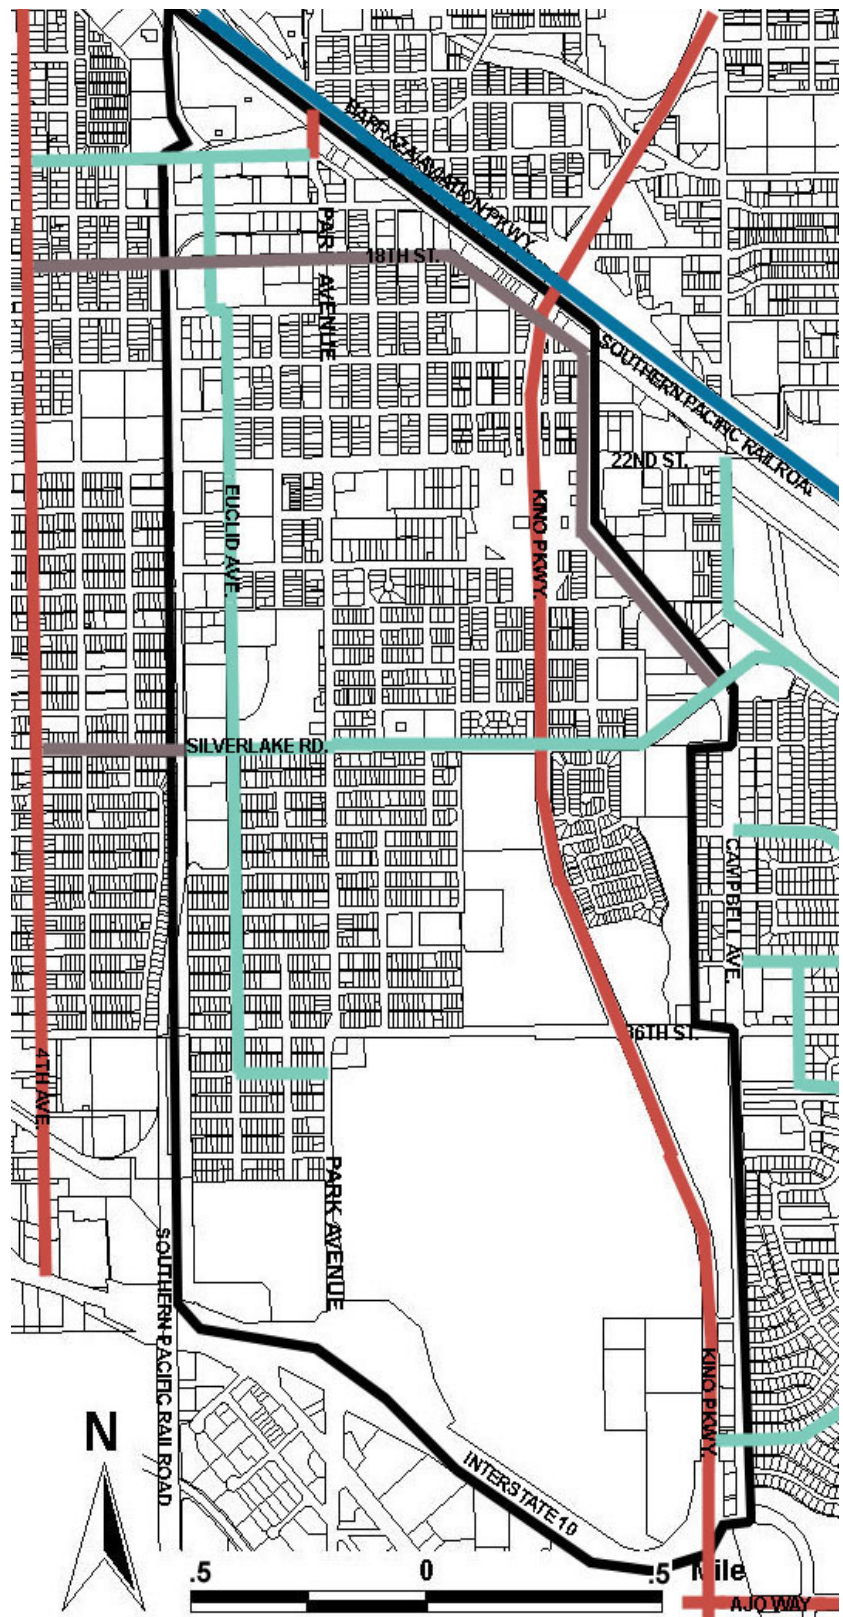 BARRAZA/AVIATION PKWY.
PARK AVENUE
18TH ST.
SOUTHERN PACIFIC RAILROA
22ND ST.
EUCLID AVE.
KINO PKWY.
SILVERLAKE RD.
CAMPBELL AVE.
36TH ST.
4TH AVE.
PARK AVENUE
SOUTHERN PACIFIC RAILROAD
KINO PKWY.
N
INTERSTATE 10
.5 0 .5 Mile
AJO WAY